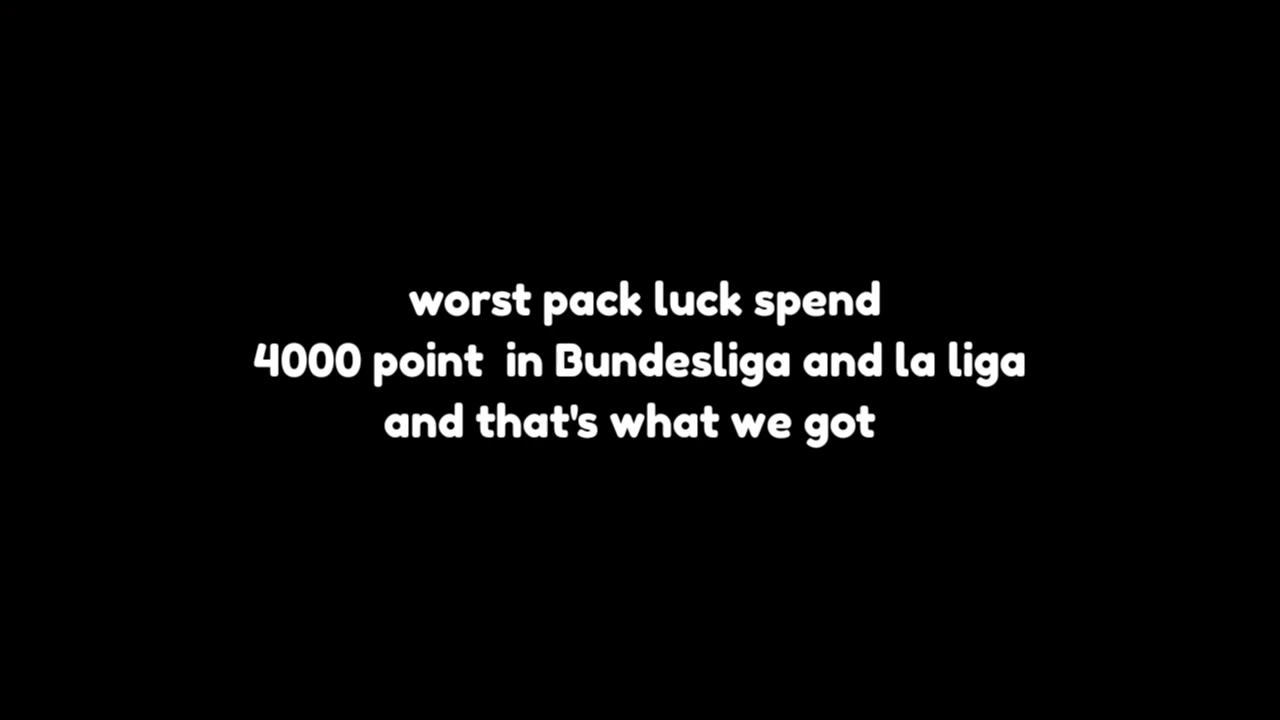 worst pack luck spend
4000 point in Bundesliga and la liga
and that's what we got